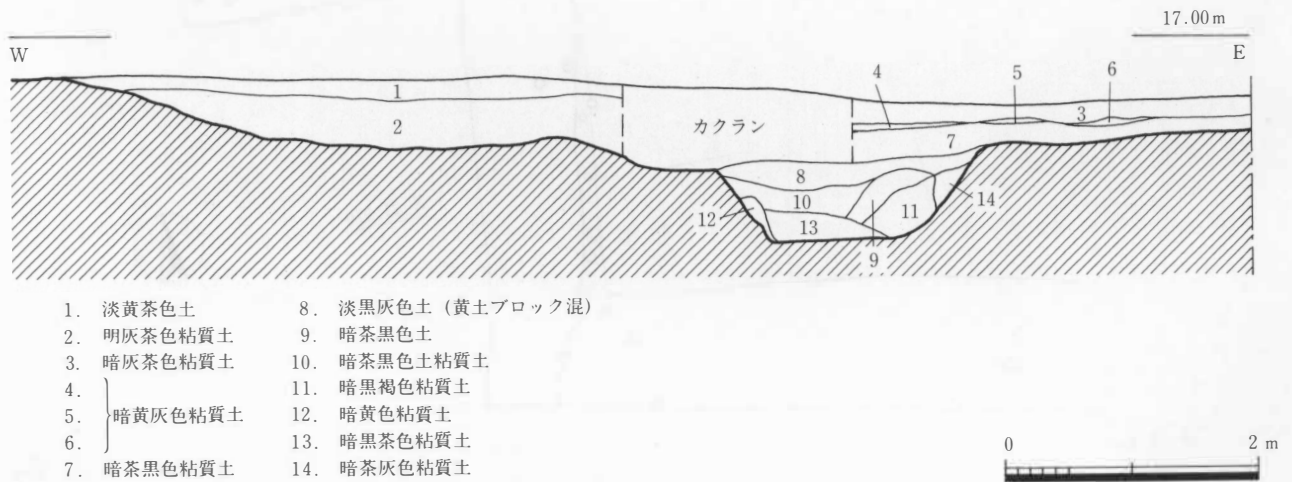 17.00m
W
E
4
5
6
1
3
2
カクラン
7
8
10
14
12
11
13
9
1. 淡黄茶色土
2. 明灰茶色粘質土
3. 暗灰茶色粘質土
4.
5. 暗黄灰色粘質土
6.
7. 暗茶黒色粘質土
8. 淡黒灰色土 (黄土ブロック混)
9. 暗茶黒色土
10. 暗茶黒色土粘質土
11. 暗黒褐色粘質土
12. 暗黄色粘質土
13. 暗黒茶色粘質土
14. 暗茶灰色粘質土
0 2 m